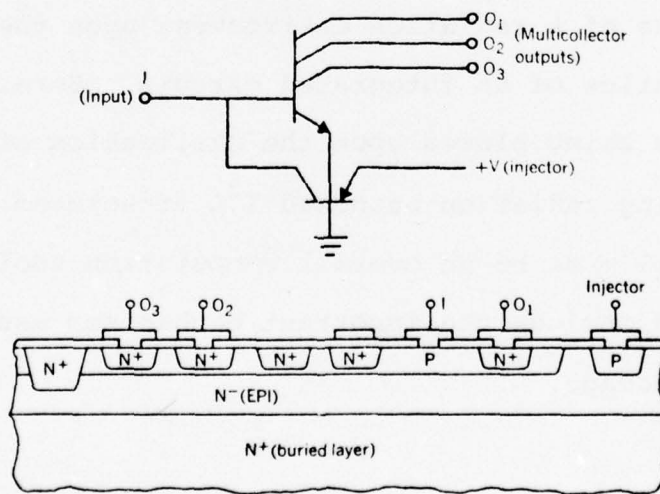 O1
O2 (Multicollector
O3 outputs)
I
(Input)
+V (injector)
Injector
O3 O2 I O1
N+ N+ N+ N+ N+ P N+ P
N− (EPI)
N+ (buried layer)